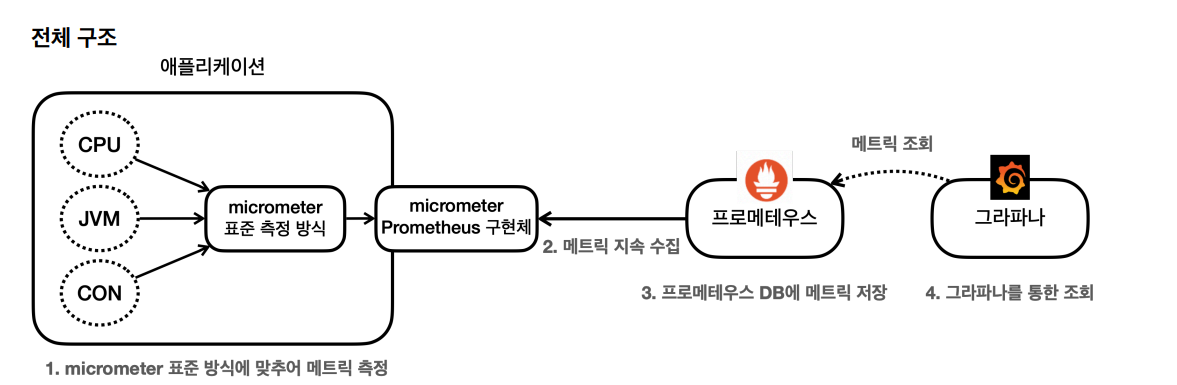 전체 구조
애플리케이션
CPU
JVM
CON
micrometer
표준 측정 방식
micrometer
Prometheus 구현체
2. 메트릭 지속 수집
프로메테우스
메트릭 조회
그라파나
3. 프로메테우스 DB에 메트릭 저장
4. 그라파나를 통한 조회
1. micrometer 표준 방식에 맞추어 메트릭 측정